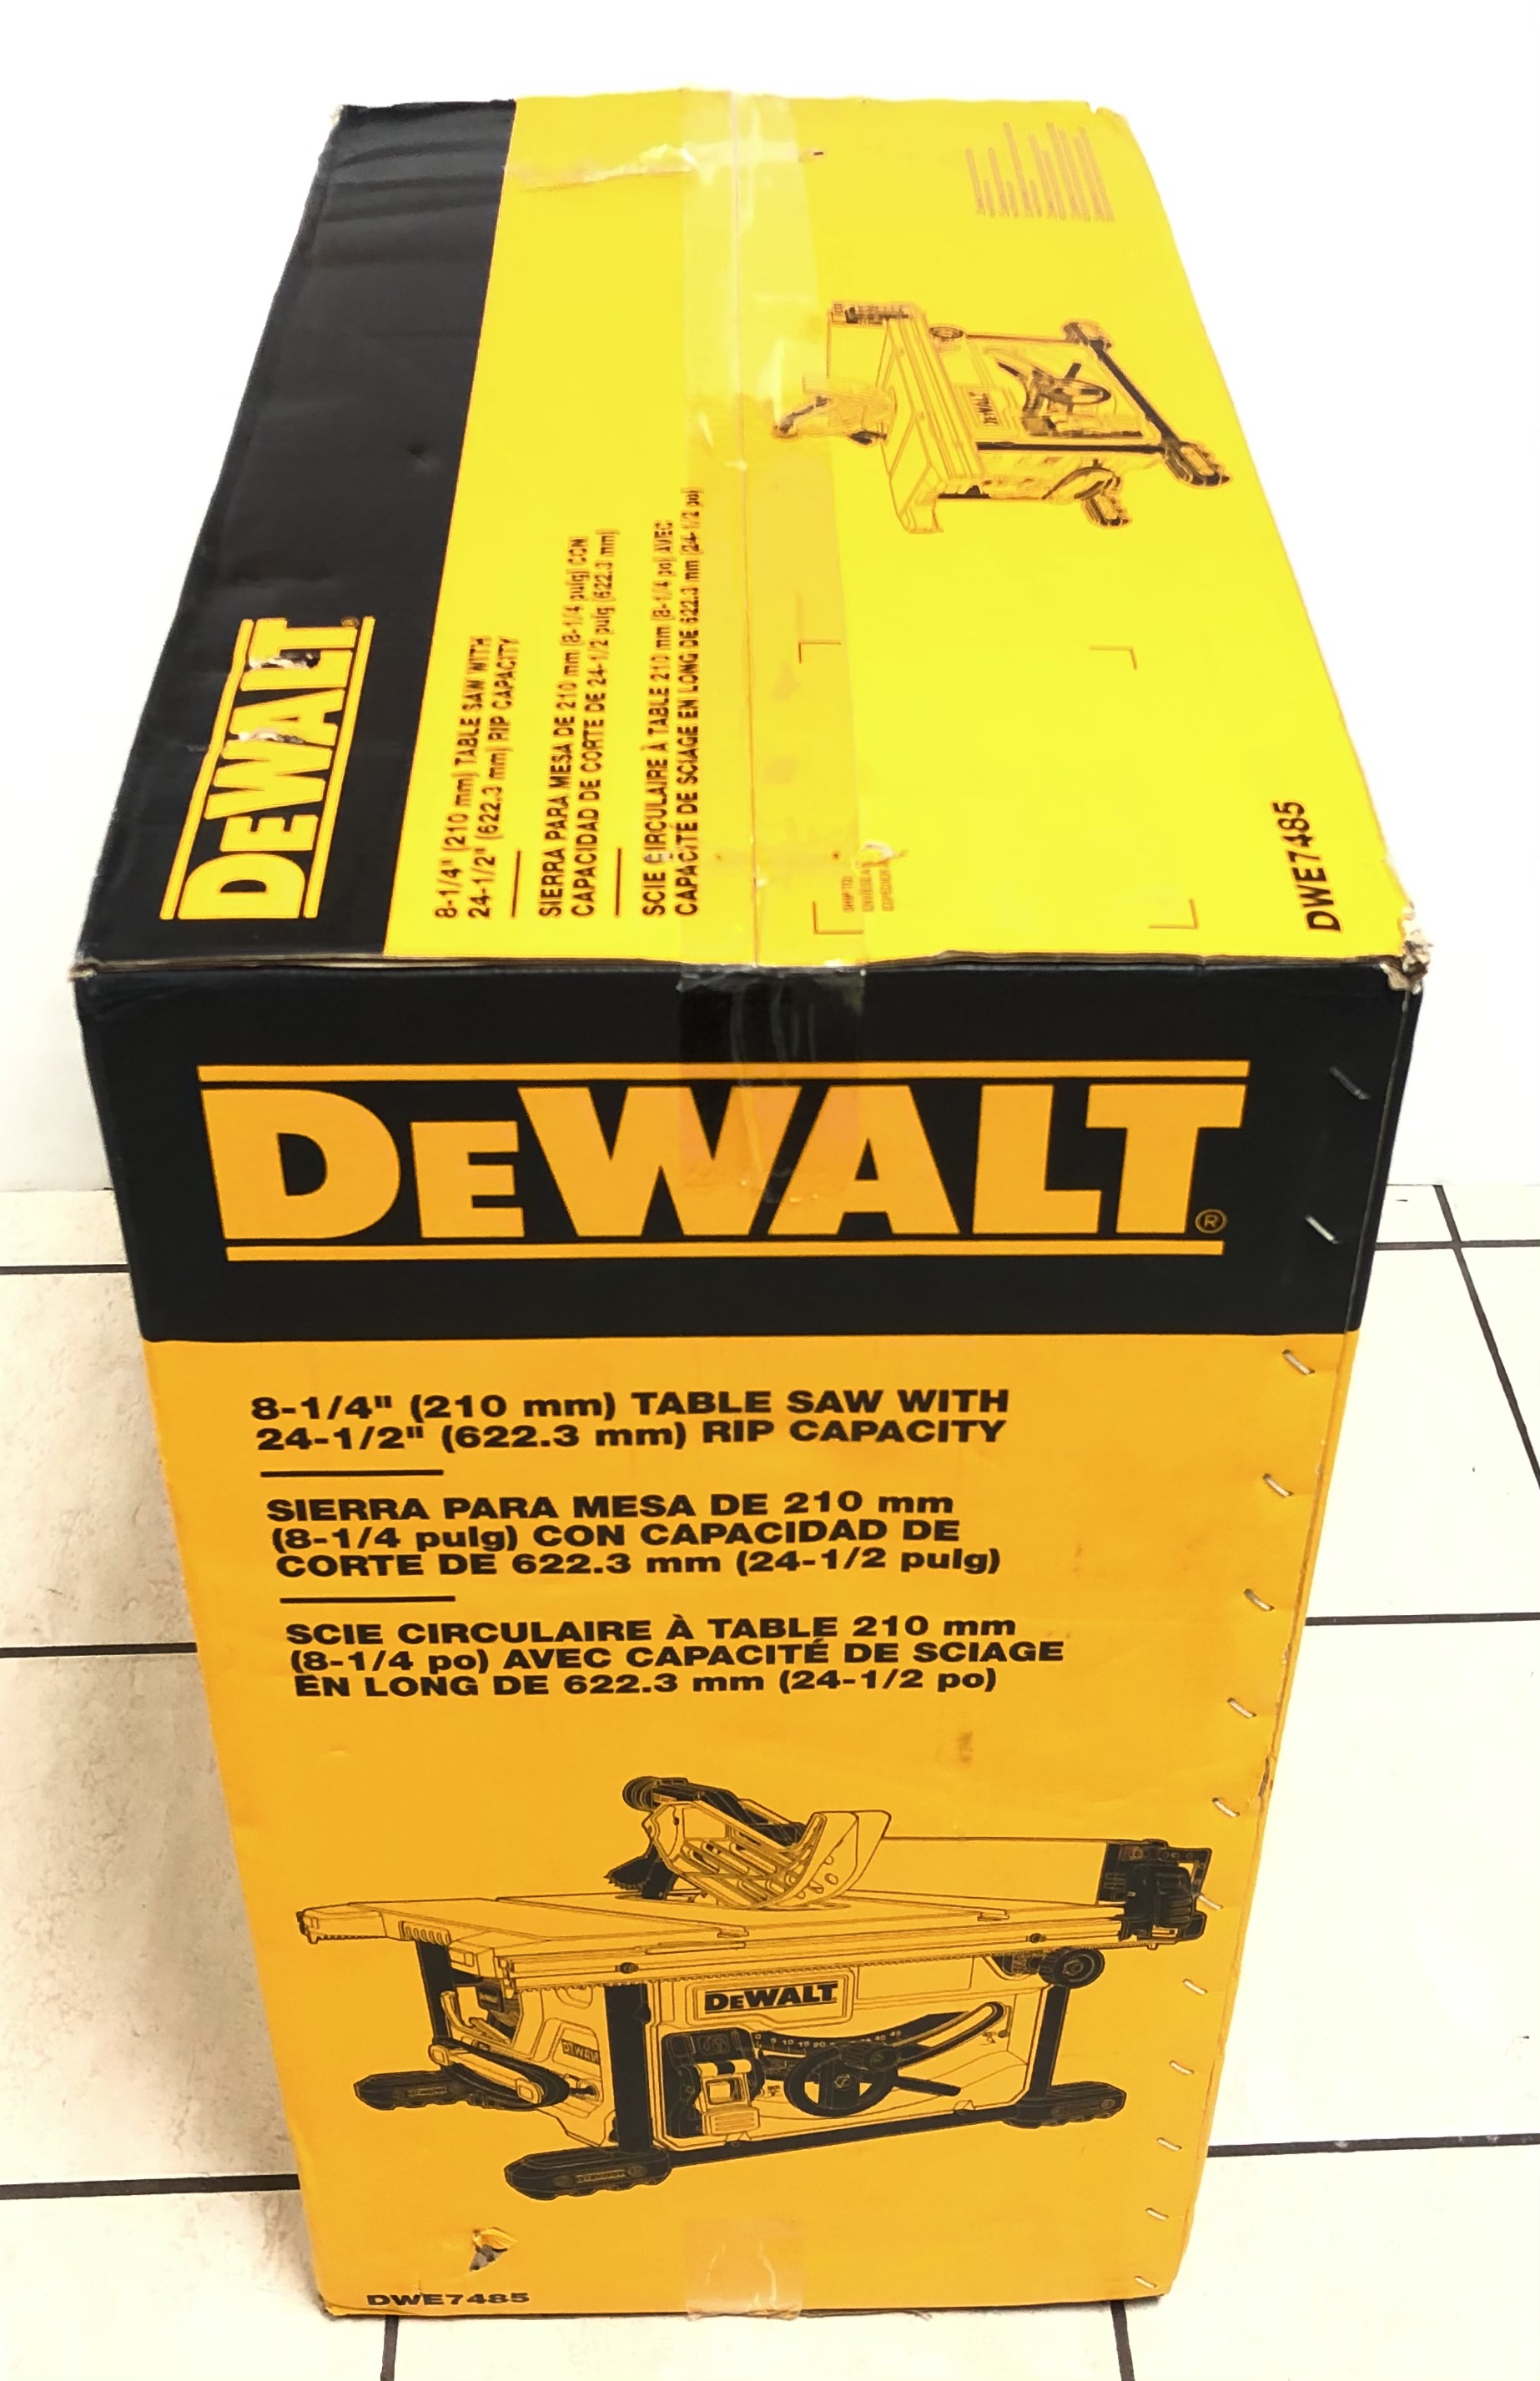 DEWALT®
8-1/4" (210 mm) TABLE SAW WITH
24-1/2" (622.3 mm) RIP CAPACITY
SIERRA PARA MESA DE 210 mm (8-1/4 pulg) CON
CAPACIDAD DE CORTE DE 24-1/2 pulg (622.3 mm)
SCIE CIRCULAIRE À TABLE 210 mm (8-1/4 po) AVEC
CAPACITÉ DE SCIAGE EN LONG DE 622.3 mm (24-1/2 po)
DEWALT
SHIP TO:
DWE7485
DEWALT®
8-1/4" (210 mm) TABLE SAW WITH
24-1/2" (622.3 mm) RIP CAPACITY
SIERRA PARA MESA DE 210 mm
(8-1/4 pulg) CON CAPACIDAD DE
CORTE DE 622.3 mm (24-1/2 pulg)
SCIE CIRCULAIRE À TABLE 210 mm
(8-1/4 po) AVEC CAPACITÉ DE SCIAGE
EN LONG DE 622.3 mm (24-1/2 po)
DEWALT
DEWALT
DWE7485